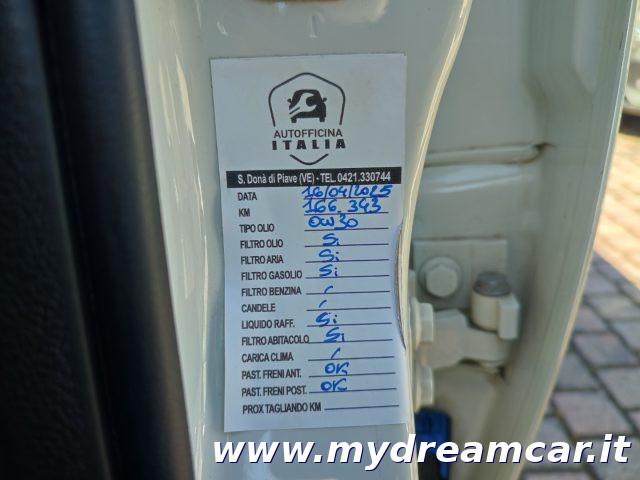 AUTOFFICINA
ITALIA
S. Donà di Piave (VE) - TEL.0421.330744
DATA 16/04/2025
KM 166.343
TIPO OLIO 0W30
FILTRO OLIO Si
FILTRO ARIA Si
FILTRO GASOLIO Si
FILTRO BENZINA /
CANDELE /
LIQUIDO RAFF. Si
FILTRO ABITACOLO Si
CARICA CLIMA /
PAST. FRENI ANT. OK
PAST. FRENI POST. OK
PROX TAGLIANDO KM
www.mydreamcar.it